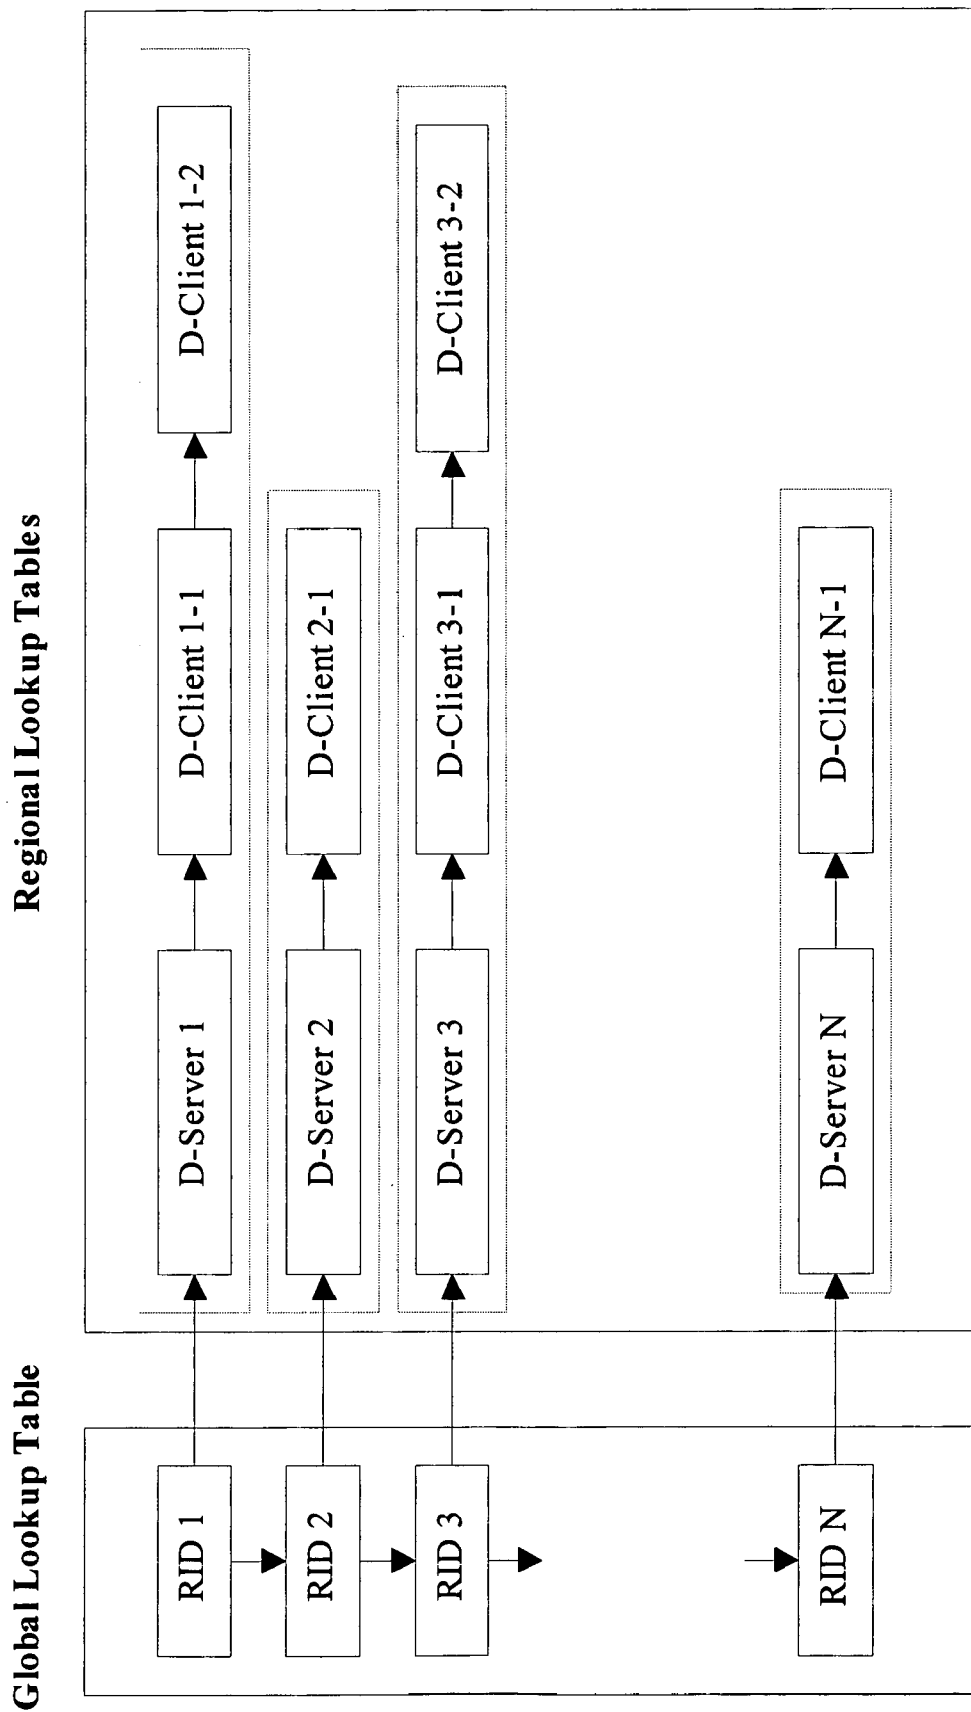 Global Lookup Table
Regional Lookup Tables
RID 1
D-Server 1
D-Client 1-1
D-Client 1-2
RID 2
D-Server 2
D-Client 2-1
RID 3
D-Server 3
D-Client 3-1
D-Client 3-2
RID N
D-Server N
D-Client N-1